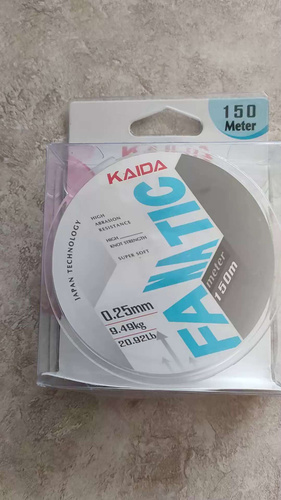 150
Meter
KAIDA
FANATIC
JAPAN TECHNOLOGY
HIGH
ABRASION
RESISTANCE
HIGH
KNOT STRENGTH
SUPER SOFT
meter
150m
0.25mm
9.49kg
20.92Lb